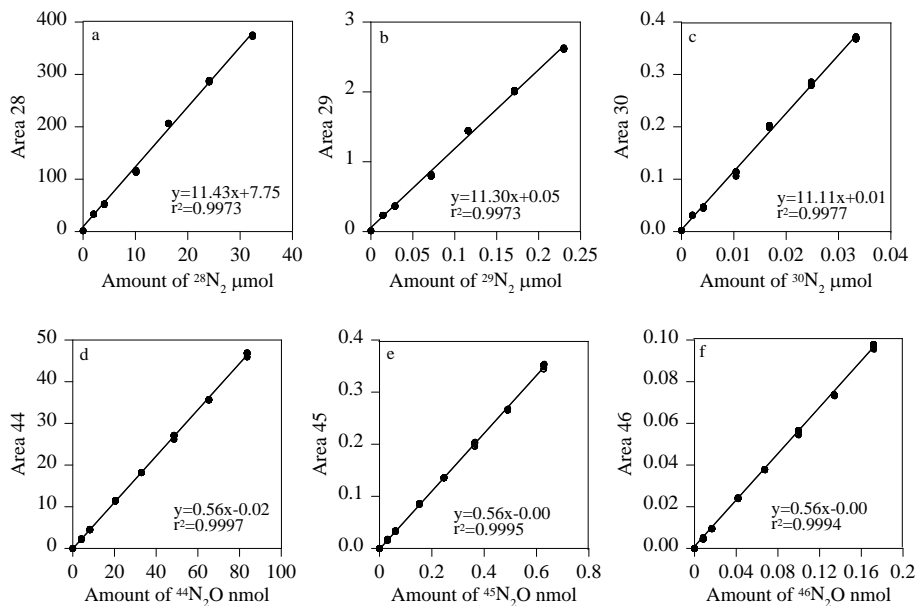 a
400
300
200
100
0
Area 28
y=11.43x+7.75
r²=0.9973
0 10 20 30 40
Amount of ²⁸N₂ μmol
b
3
2
1
0
Area 29
y=11.30x+0.05
r²=0.9973
0 0.05 0.10 0.15 0.20 0.25
Amount of ²⁹N₂ μmol
c
0.4
0.3
0.2
0.1
0
Area 30
y=11.11x+0.01
r²=0.9977
0 0.01 0.02 0.03 0.04
Amount of ³⁰N₂ μmol
d
50
40
30
20
10
0
Area 44
y=0.56x-0.02
r²=0.9997
0 20 40 60 80 100
Amount of ⁴⁴N₂O nmol
e
0.4
0.3
0.2
0.1
0.0
Area 45
y=0.56x-0.00
r²=0.9995
0 0.2 0.4 0.6 0.8
Amount of ⁴⁵N₂O nmol
f
0.10
0.08
0.06
0.04
0.02
0.00
Area 46
y=0.56x-0.00
r²=0.9994
0 0.04 0.08 0.12 0.16 0.2
Amount of ⁴⁶N₂O nmol